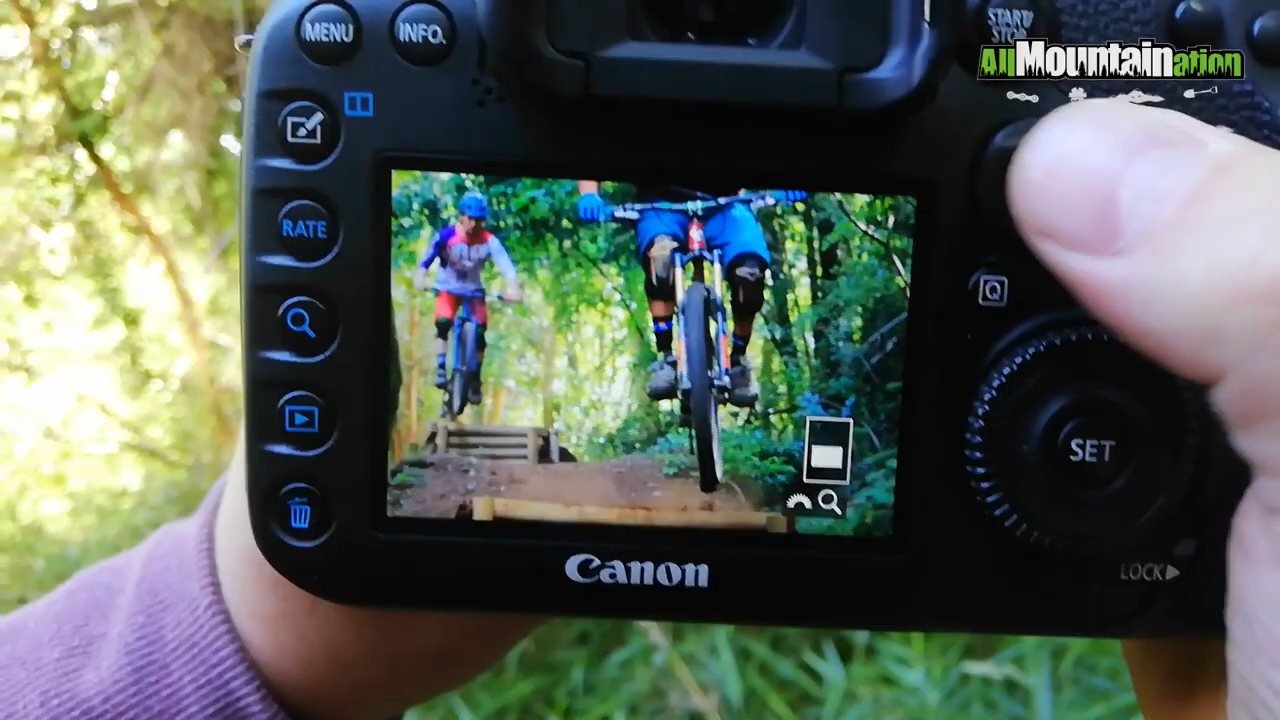 MENU
INFO
START/
STOP
AllMountaination
RATE
Q
SET
Canon
LOCK